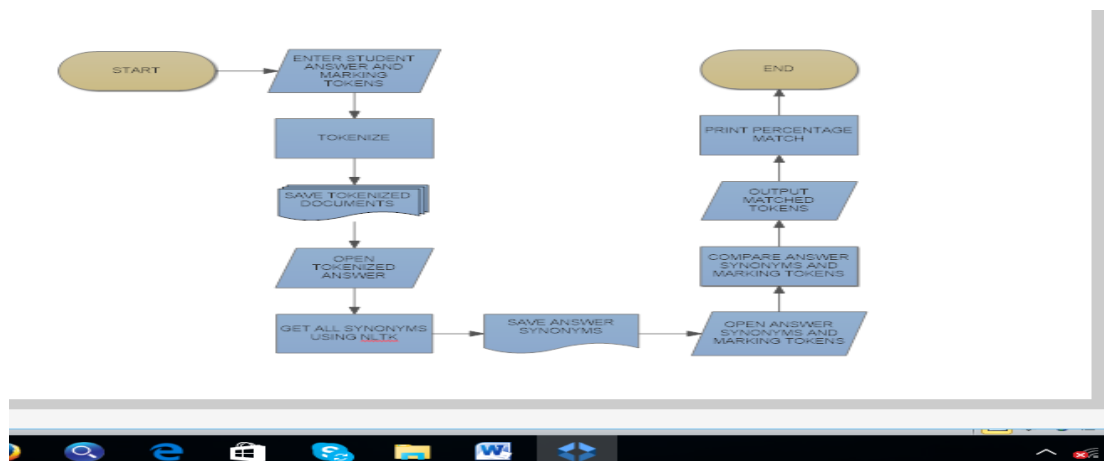 START
ENTER STUDENT
ANSWER AND
MARKING
TOKENS
TOKENIZE
SAVE TOKENIZED
DOCUMENTS
OPEN
TOKENIZED
ANSWER
GET ALL SYNONYMS
USING NLTK
SAVE ANSWER
SYNONYMS
OPEN ANSWER
SYNONYMS AND
MARKING TOKENS
COMPARE ANSWER
SYNONYMS AND
MARKING TOKENS
OUTPUT
MATCHED
TOKENS
PRINT PERCENTAGE
MATCH
END